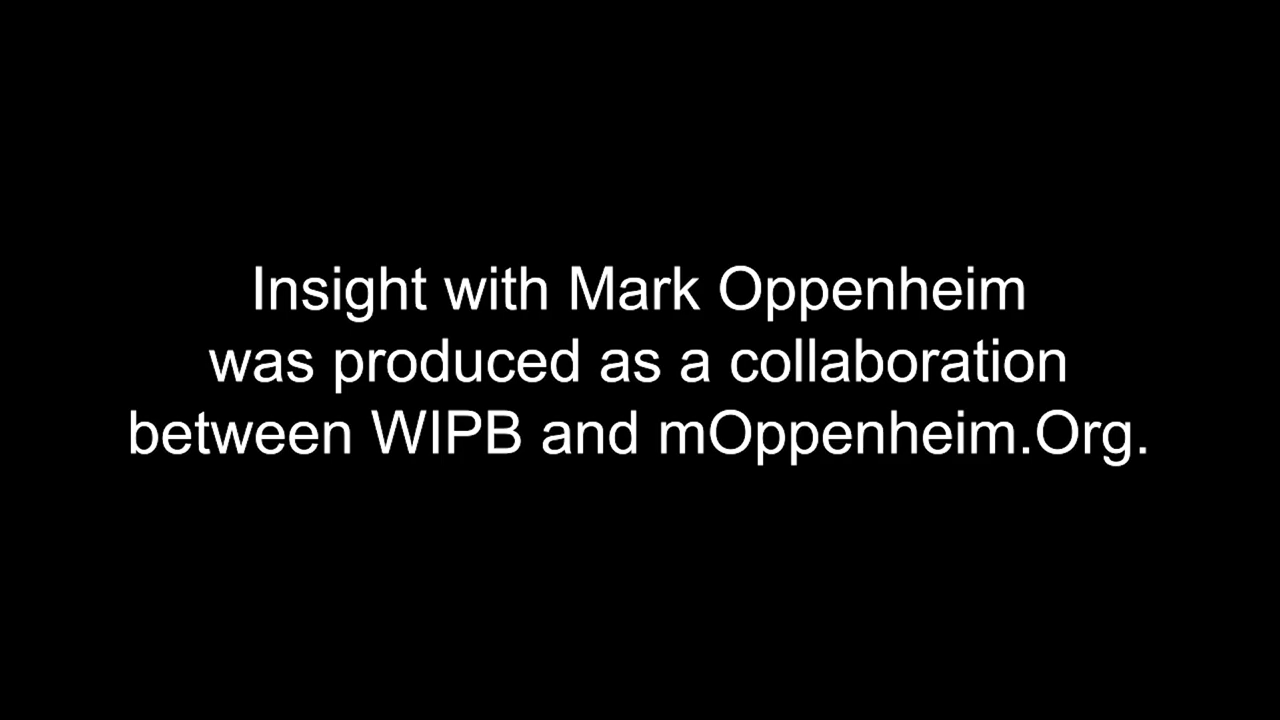 Insight with Mark Oppenheim
was produced as a collaboration
between WIPB and mOppenheim.Org.